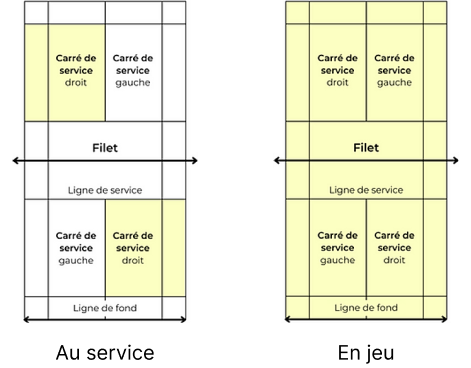 Carré de
service
droit
Carré de
service
gauche
Filet
Ligne de service
Carré de
service
gauche
Carré de
service
droit
Ligne de fond
Au service
Carré de
service
droit
Carré de
service
gauche
Filet
Ligne de service
Carré de
service
gauche
Carré de
service
droit
Ligne de fond
En jeu